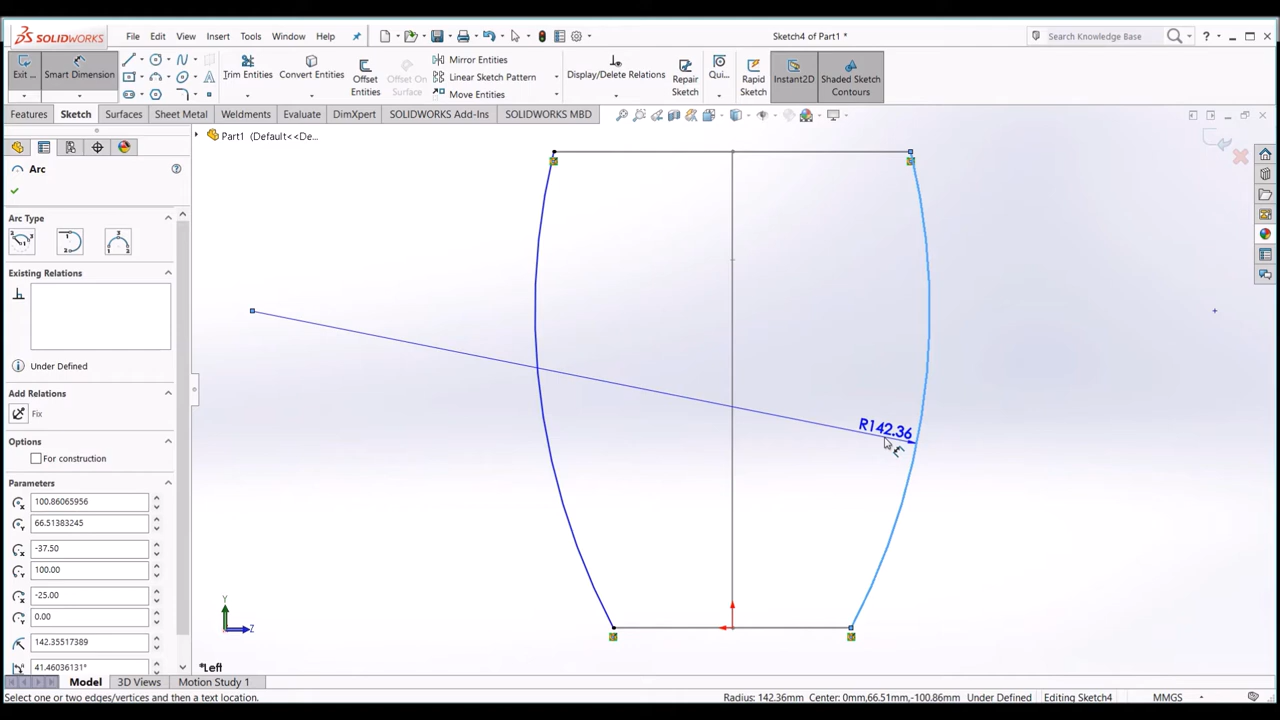 SOLIDWORKS File Edit View Insert Tools Window Help Sketch4 of Part1 * Search Knowledge Base ?
Exit ... Smart Dimension Trim Entities Convert Entities Offset Entities Offset On Surface Mirror Entities Linear Sketch Pattern Move Entities Display/Delete Relations Repair Sketch Qui... Rapid Sketch Instant2D Shaded Sketch Contours
Features Sketch Surfaces Sheet Metal Weldments Evaluate DimXpert SOLIDWORKS Add-Ins SOLIDWORKS MBD
Part1 (Default<<De...
Arc
Arc Type
Existing Relations
Under Defined
Add Relations
Fix
Options
For construction
Parameters
100.86065956
66.51383245
-37.50
100.00
-25.00
0.00
142.35517389
41.46036131°
R142.36
Y
Z
*Left
Model 3D Views Motion Study 1
Select one or two edges/vertices and then a text location. Radius: 142.36mm Center: 0mm,66.51mm,-100.86mm Under Defined Editing Sketch4 MMGS